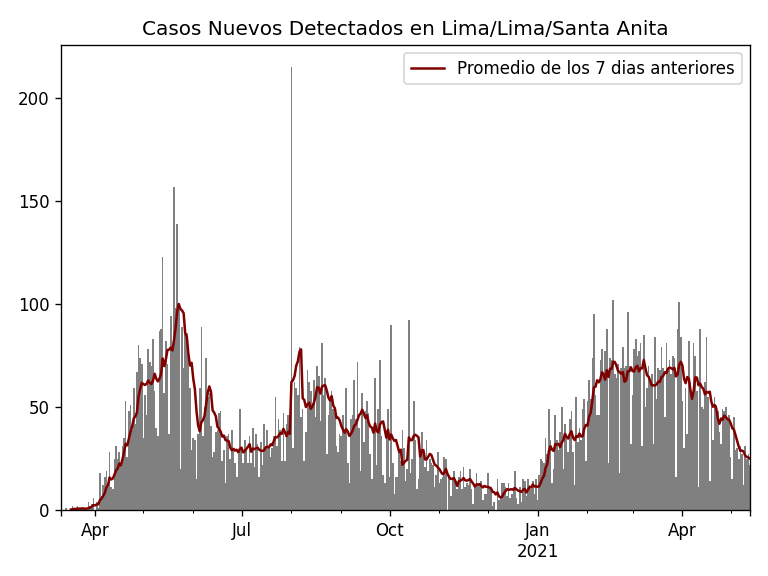 Casos Nuevos Detectados en Lima/Lima/Santa Anita
Promedio de los 7 dias anteriores
200
150
100
50
0
Apr
Jul
Oct
Jan
2021
Apr